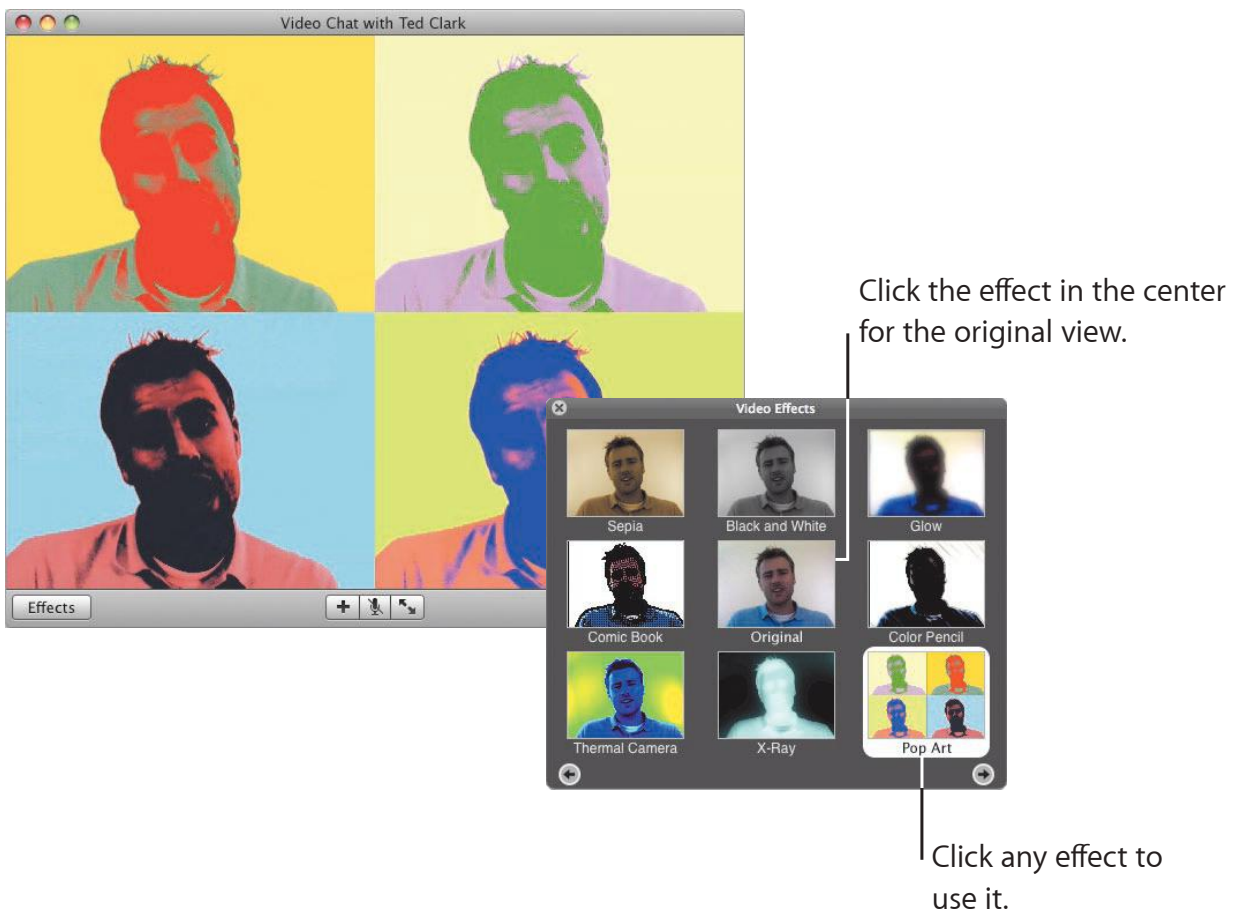 Video Chat with Ted Clark
Click the effect in the center
for the original view.
Video Effects
Sepia
Black and White
Glow
Comic Book
Original
Color Pencil
Thermal Camera
X-Ray
Pop Art
Effects
Click any effect to
use it.